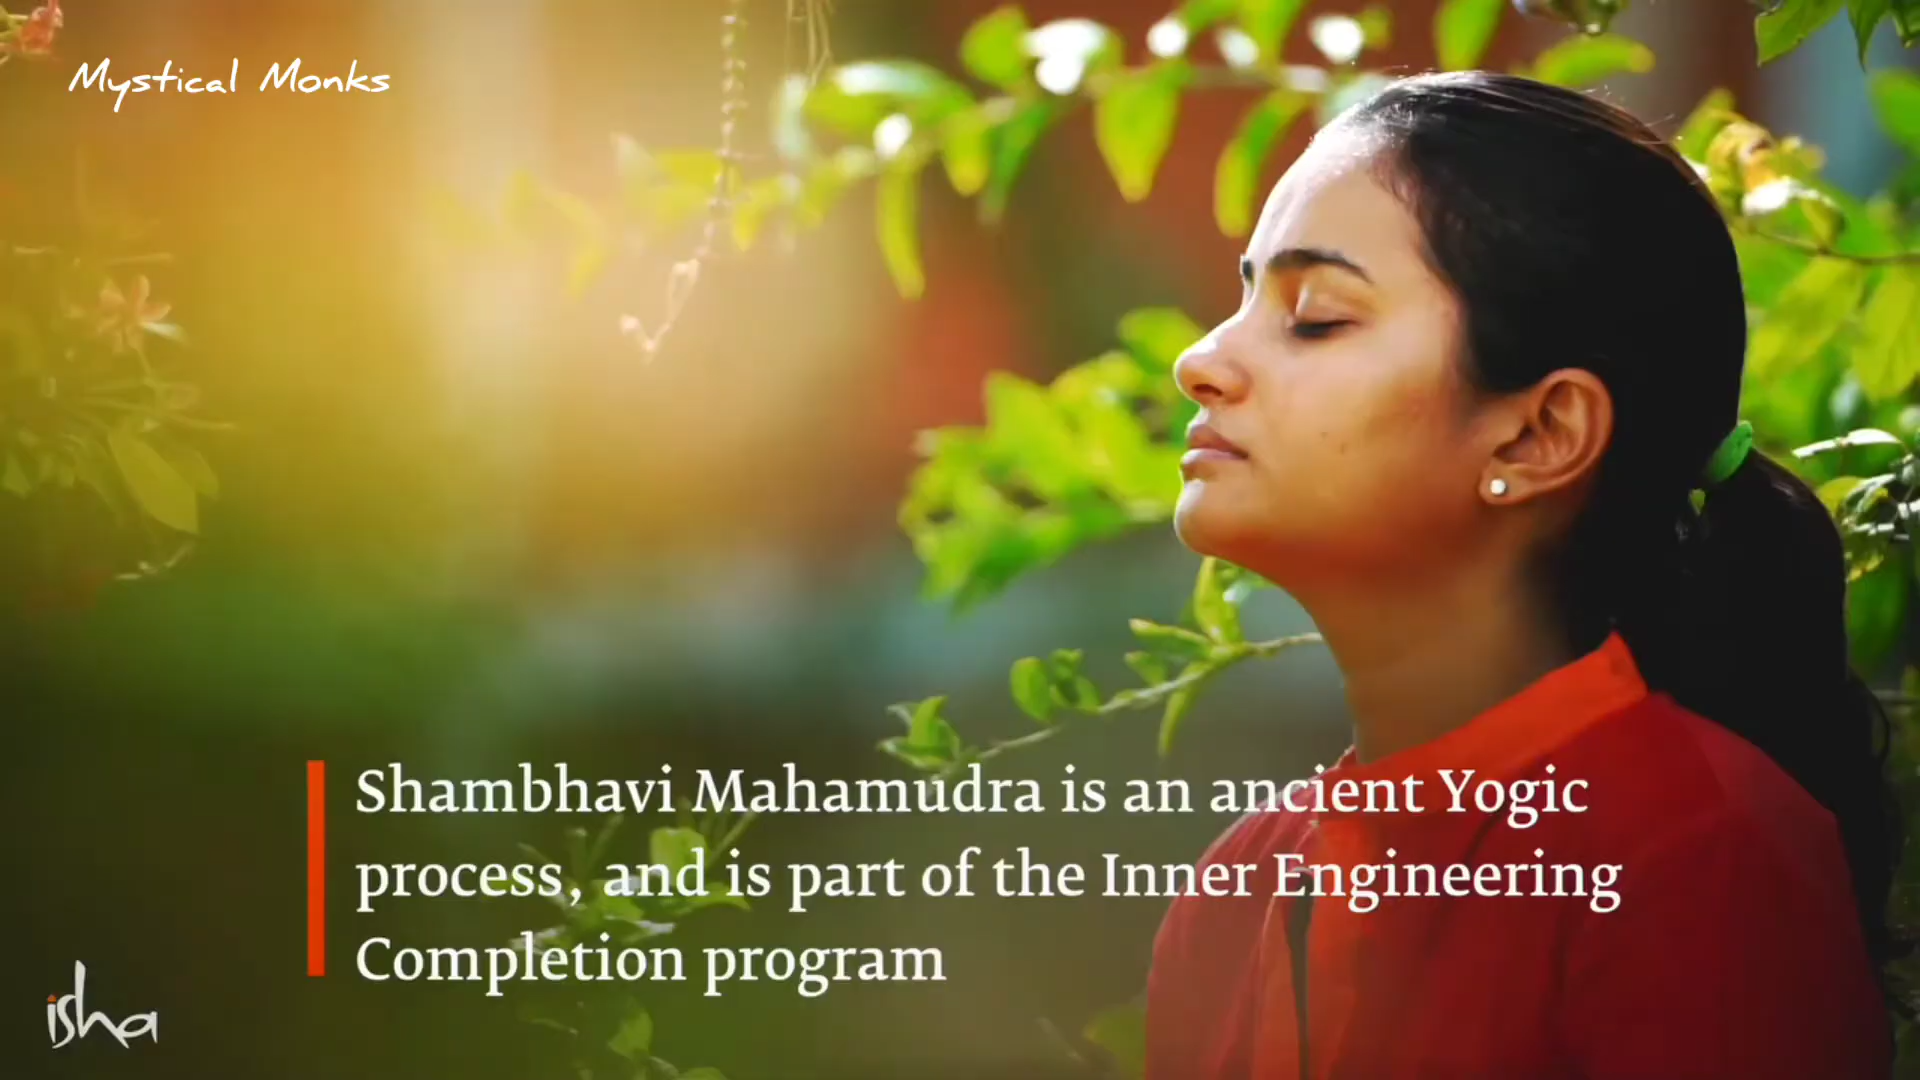 Mystical Monks
Shambhavi Mahamudra is an ancient Yogic
process, and is part of the Inner Engineering
Completion program
isha